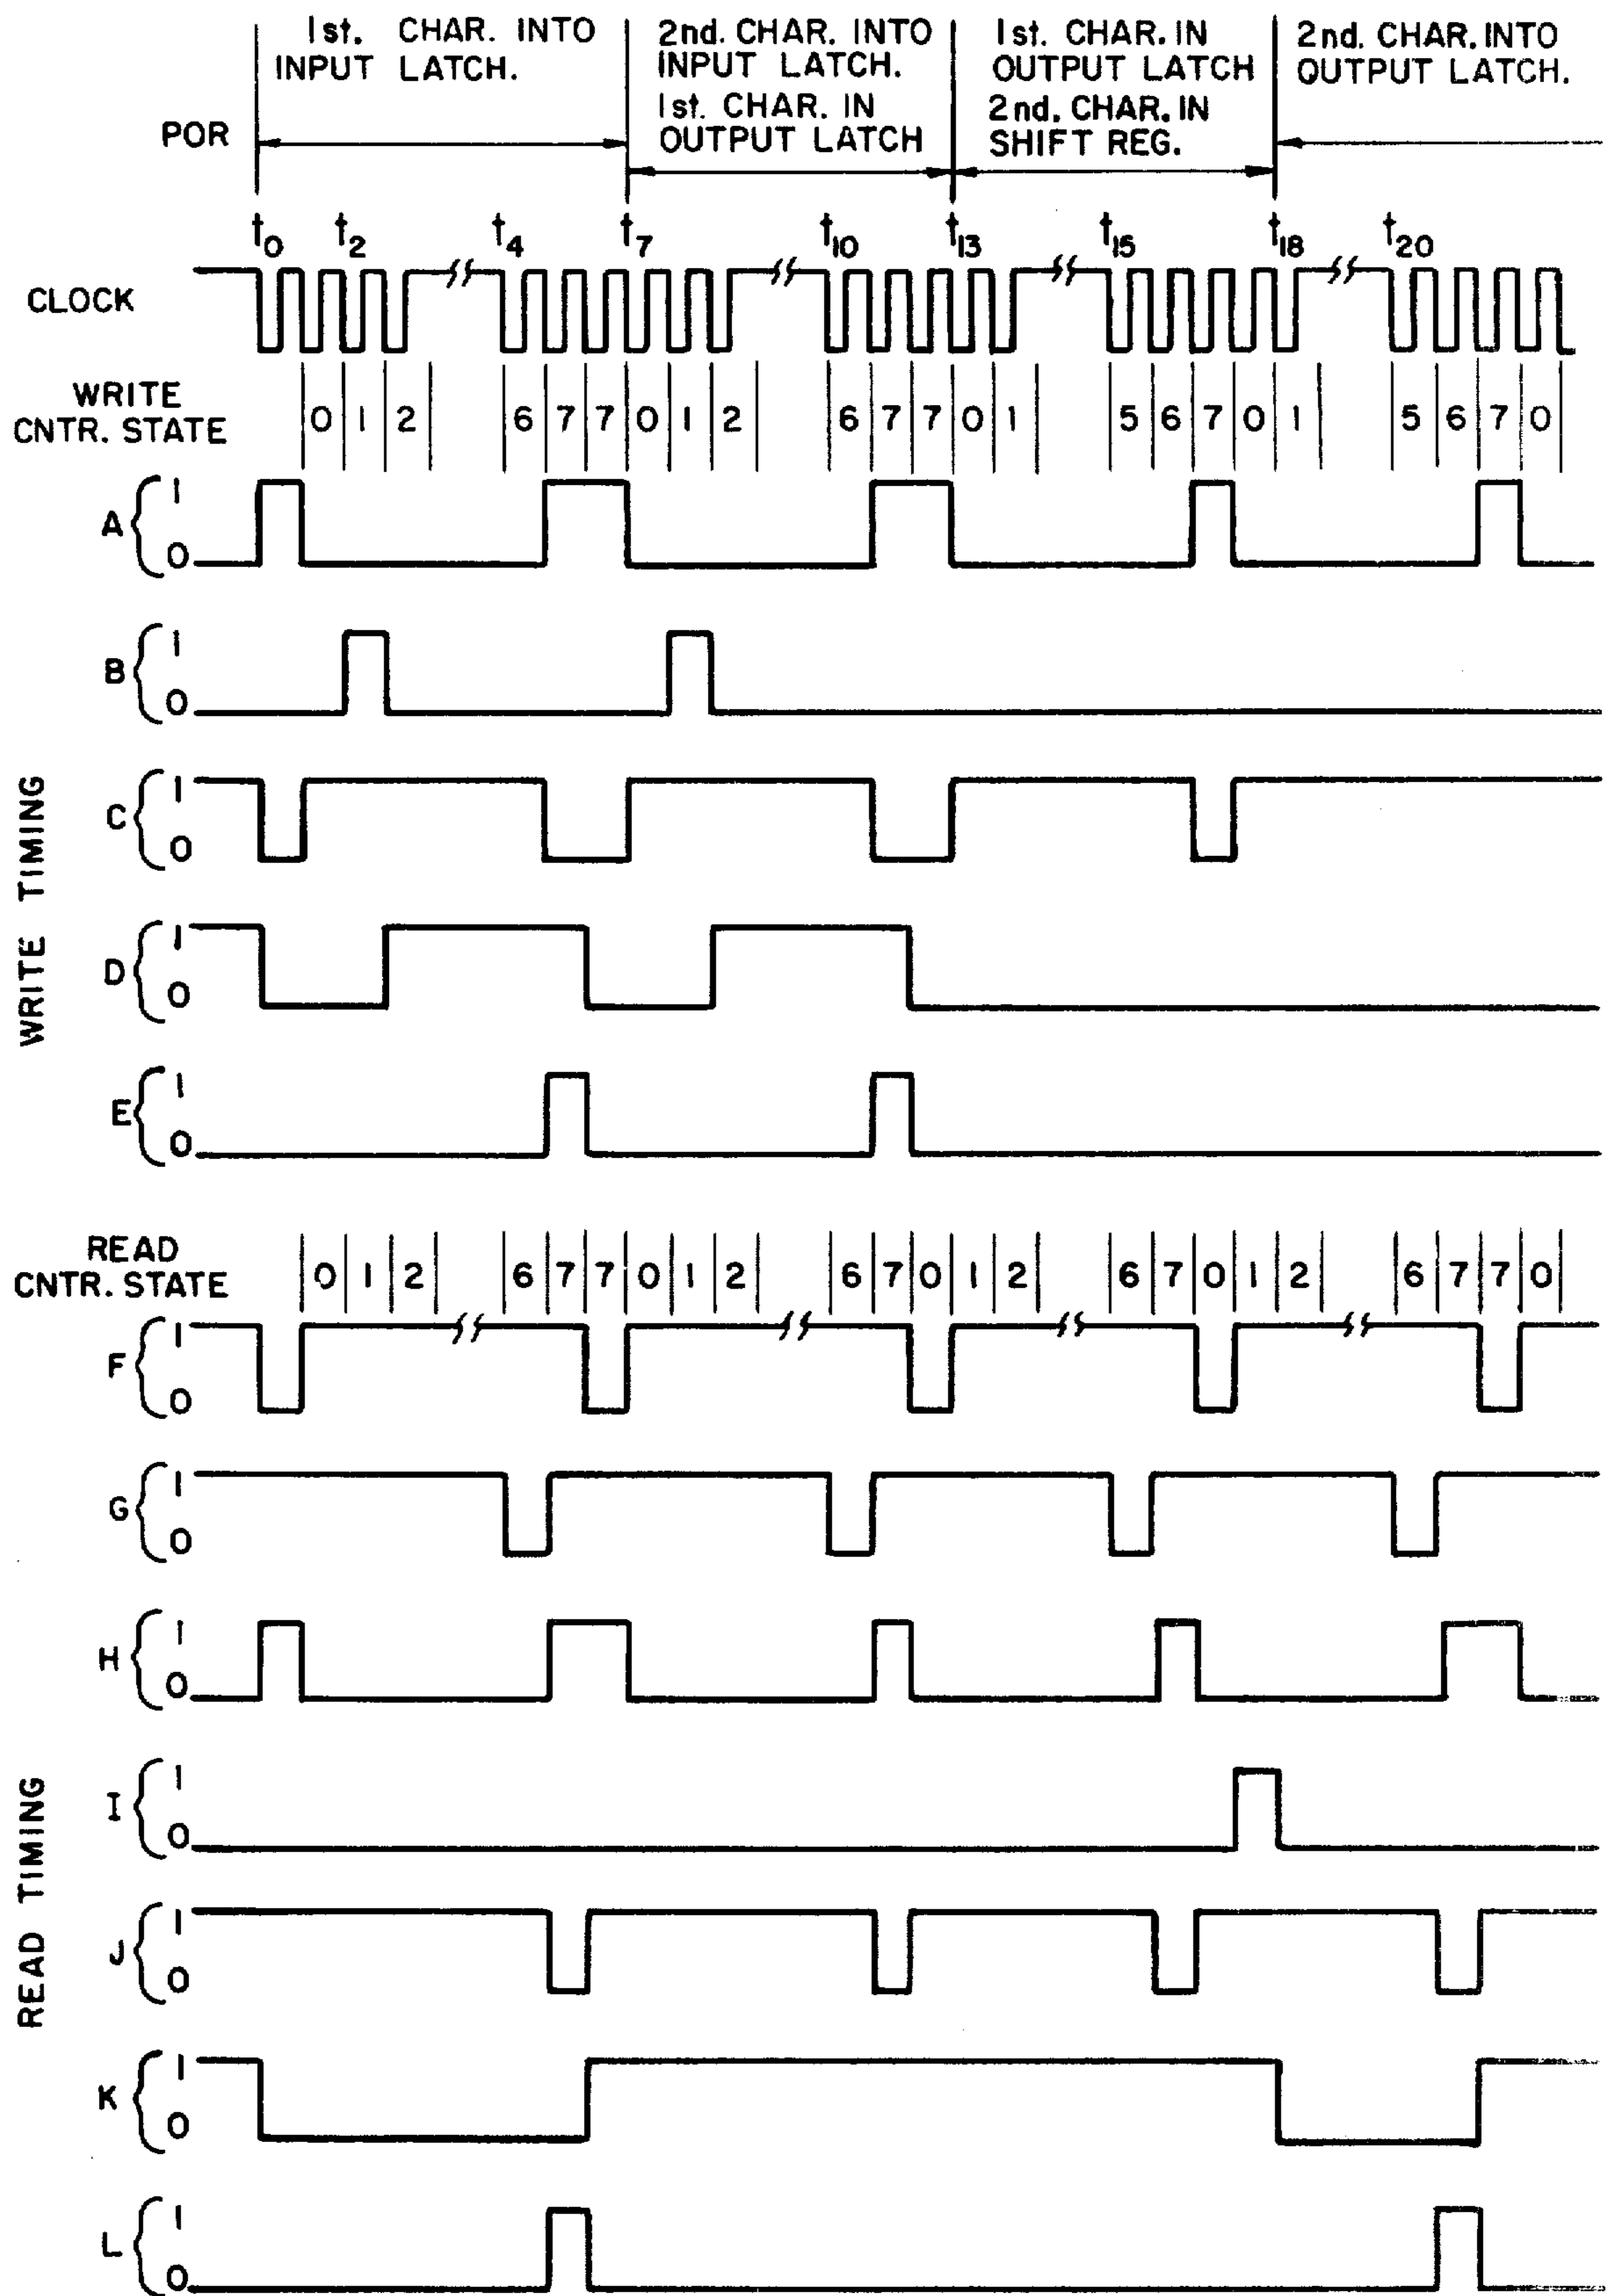 1st. CHAR. INTO
INPUT LATCH.
2nd. CHAR. INTO
INPUT LATCH.
1st. CHAR. IN
OUTPUT LATCH
1st. CHAR. IN
OUTPUT LATCH
2nd. CHAR. IN
SHIFT REG.
2nd. CHAR. INTO
OUTPUT LATCH.
POR
t0 t2 t4 t7 t10 t13 t15 t18 t20
CLOCK
WRITE
CNTR. STATE
0 1 2 6 7 7 0 1 2 6 7 7 0 1 5 6 7 0 1 5 6 7 0
WRITE TIMING
A 1
0
B 1
0
C 1
0
D 1
0
E 1
0
READ
CNTR. STATE
0 1 2 6 7 7 0 1 2 6 7 0 1 2 6 7 0 1 2 6 7 7 0
READ TIMING
F 1
0
G 1
0
H 1
0
I 1
0
J 1
0
K 1
0
L 1
0